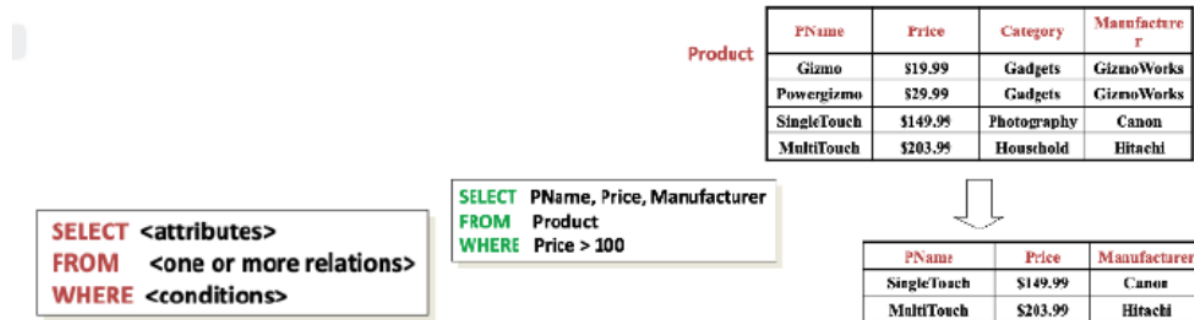 Product
PName Price Category Manufacturer
Gizmo $19.99 Gadgets GizmoWorks
Powergizmo $29.99 Gadgets GizmoWorks
SingleTouch $149.99 Photography Canon
MultiTouch $203.99 Household Hitachi
SELECT <attributes>
FROM <one or more relations>
WHERE <conditions>
SELECT PName, Price, Manufacturer
FROM Product
WHERE Price > 100
PName Price Manufacturer
SingleTouch $149.99 Canon
MultiTouch $203.99 Hitachi